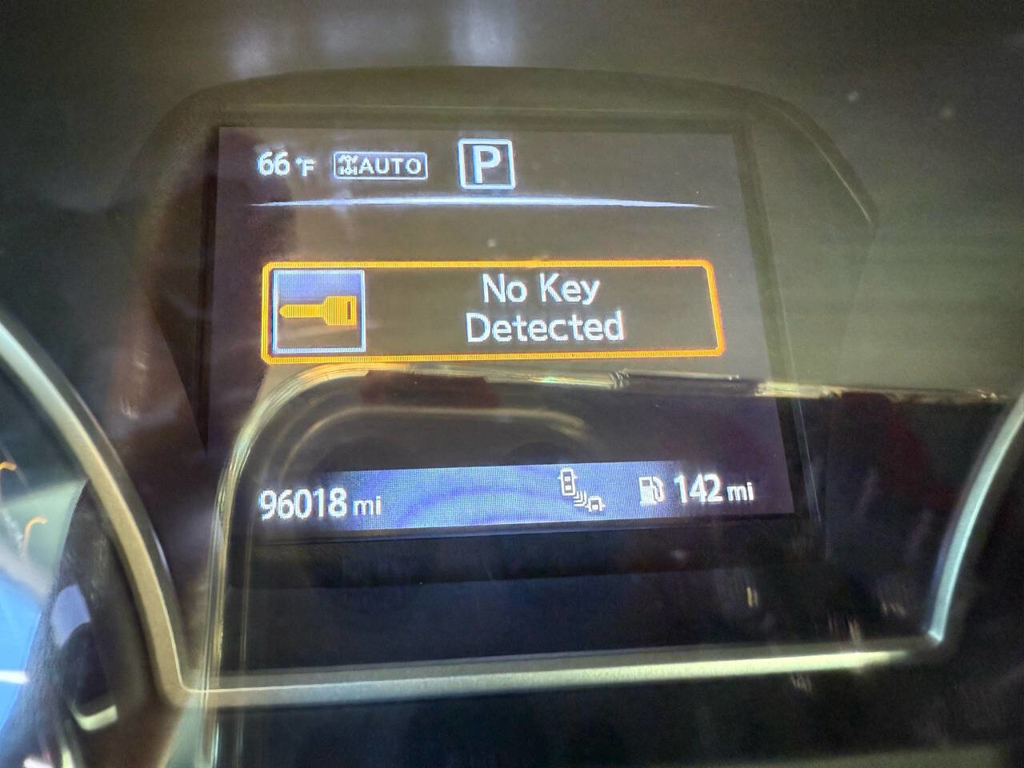 66 °F AUTO P
No Key
Detected
96018 mi 142 mi